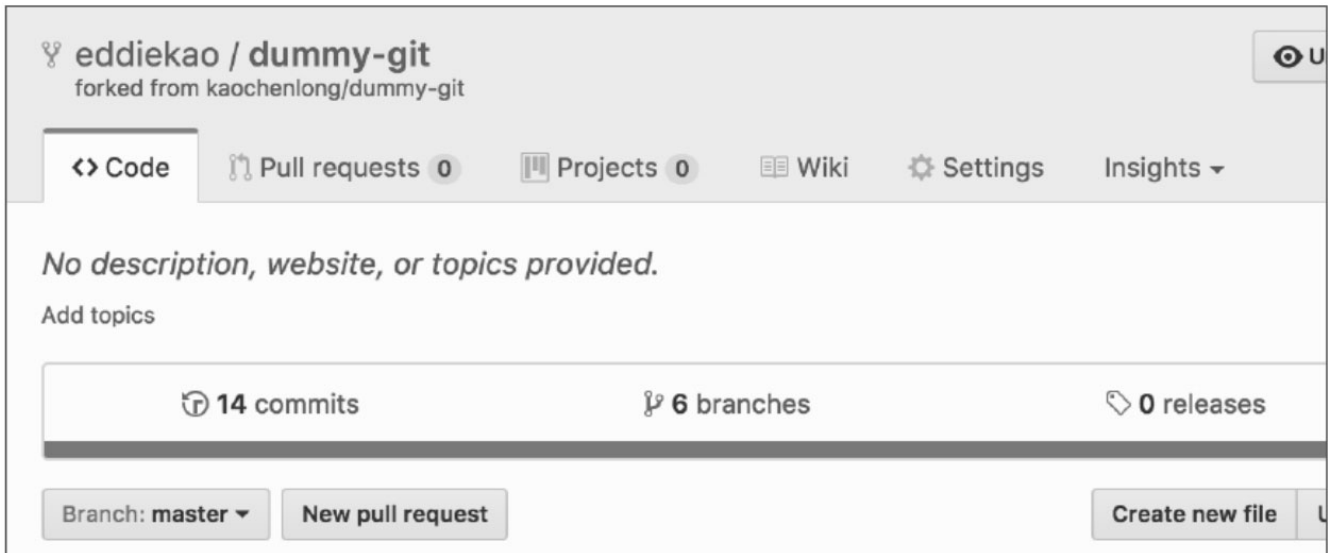 eddiekao / dummy-git
forked from kaochenlong/dummy-git
Code Pull requests 0 Projects 0 Wiki Settings Insights
No description, website, or topics provided.
Add topics
14 commits 6 branches 0 releases
Branch: master New pull request Create new file